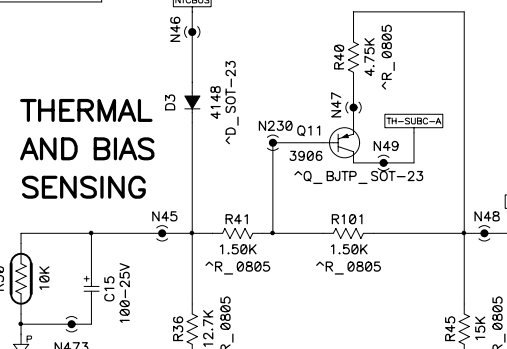 NTCBUS
N46
D3
4148
^D_SOT-23
R40
4.75K
^R_0805
N47
TH-SUBC-A
N230
Q11
3906
^Q_BJTP_SOT-23
N49
THERMAL
AND BIAS
SENSING
N45
R41
1.50K
^R_0805
R101
1.50K
^R_0805
N48
10K
C15
100-25V
+
P
N473
R36
12.7K
R_0805
R45
15K
R_0805